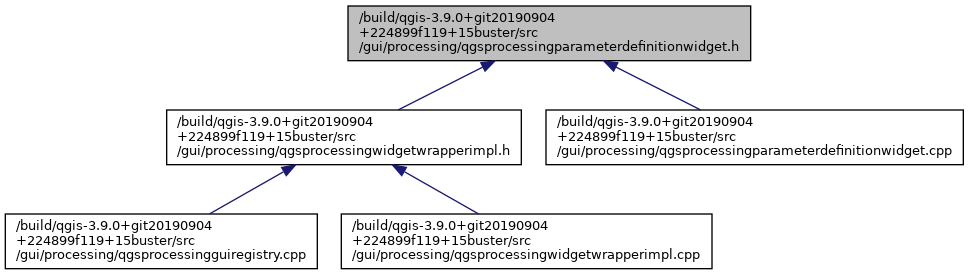 /build/qgis-3.9.0+git20190904
+224899f119+15buster/src
/gui/processing/qgsprocessingparameterdefinitionwidget.h
/build/qgis-3.9.0+git20190904
+224899f119+15buster/src
/gui/processing/qgsprocessingwidgetwrapperimpl.h
/build/qgis-3.9.0+git20190904
+224899f119+15buster/src
/gui/processing/qgsprocessingparameterdefinitionwidget.cpp
/build/qgis-3.9.0+git20190904
+224899f119+15buster/src
/gui/processing/qgsprocessingguiregistry.cpp
/build/qgis-3.9.0+git20190904
+224899f119+15buster/src
/gui/processing/qgsprocessingwidgetwrapperimpl.cpp